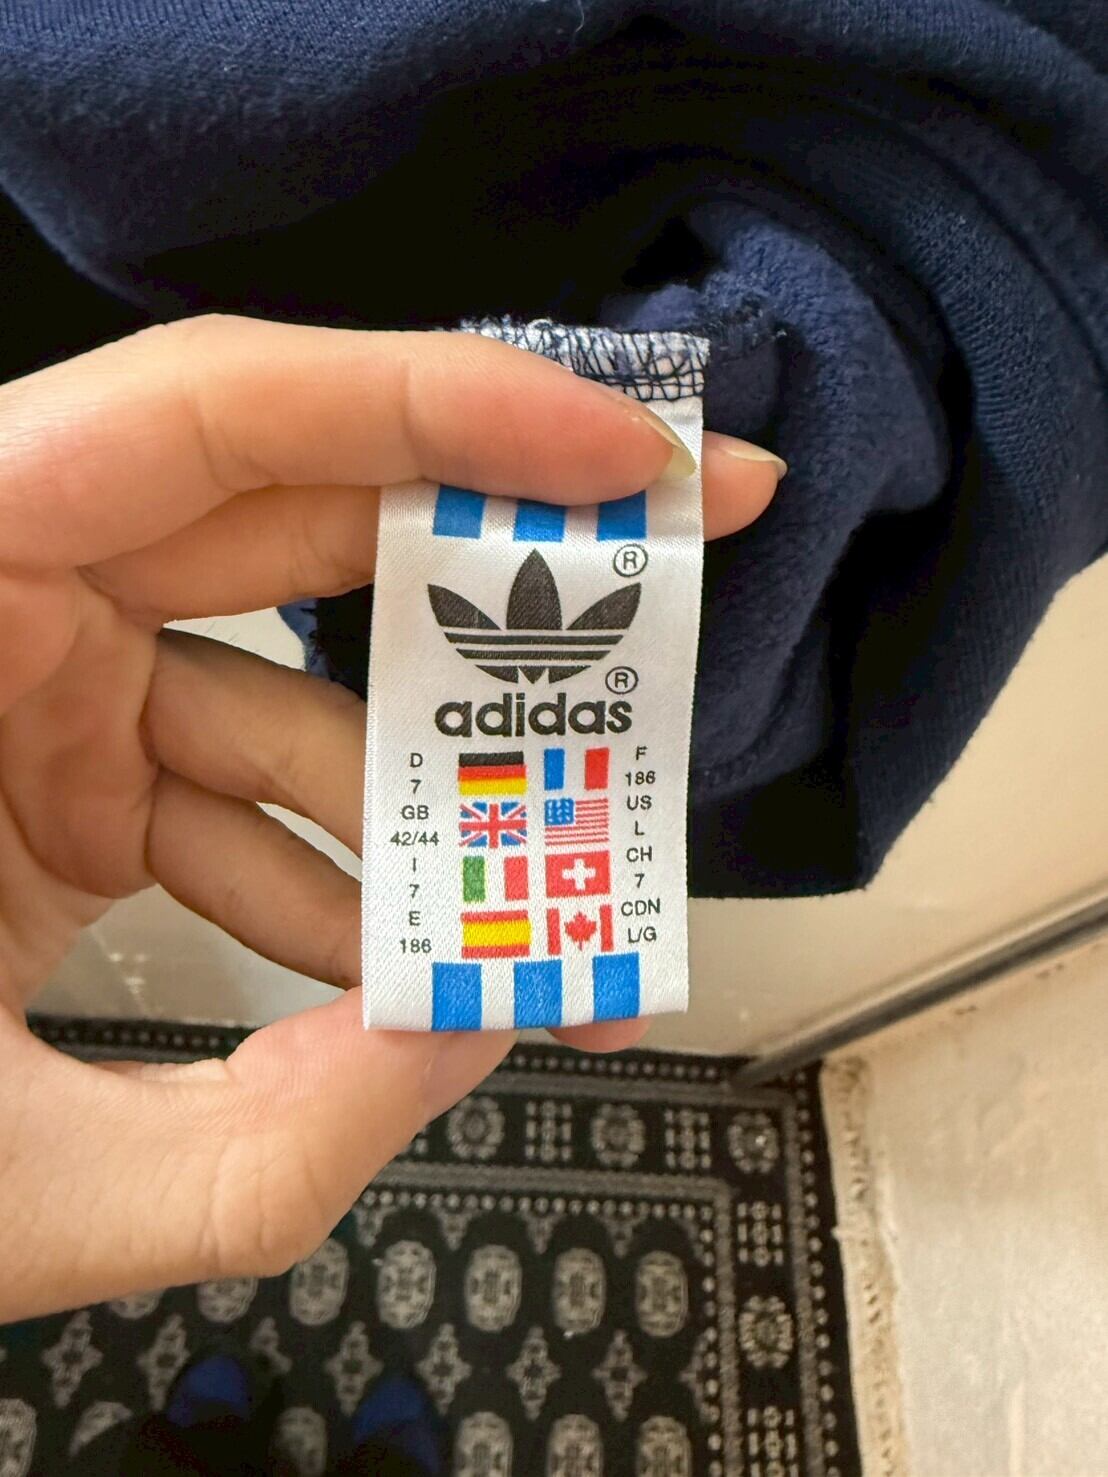 ®
®
adidas
D
7
GB
42/44
I
7
E
186
F
186
US
L
CH
7
CDN
L/G